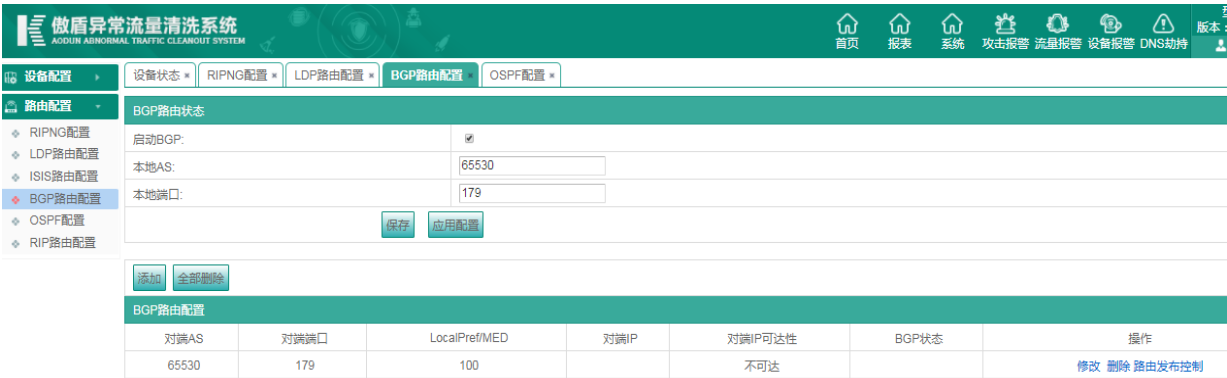 傲盾异常流量清洗系统
AODUN ABNORMAL TRAFFIC CLEANOUT SYSTEM
首页 报表 系统 攻击报警 流量报警 设备报警 DNS劫持
版本:
设备配置
路由配置
RIPNG配置
LDP路由配置
ISIS路由配置
BGP路由配置
OSPF配置
RIP路由配置
设备状态 × RIPNG配置 × LDP路由配置 × BGP路由配置 × OSPF配置 ×
BGP路由状态
启动BGP:
本地AS: 65530
本地端口: 179
保存 应用配置
添加 全部删除
BGP路由配置
对端AS 对端端口 LocalPref/MED 对端IP 对端IP可达性 BGP状态 操作
65530 179 100 不可达 修改 删除 路由发布控制